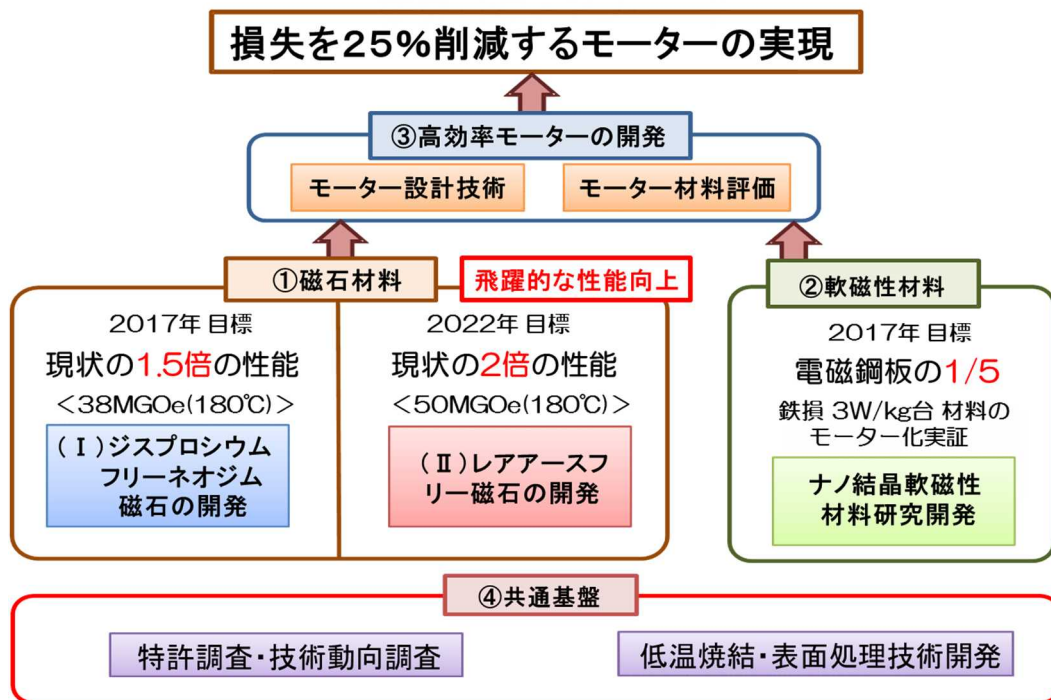 損失を25%削減するモーターの実現
③高効率モーターの開発
モーター設計技術
モーター材料評価
①磁石材料
飛躍的な性能向上
2017年 目標
現状の1.5倍の性能
<38MGOe(180℃)>
(Ⅰ)ジスプロシウム
フリーネオジム
磁石の開発
2022年 目標
現状の2倍の性能
<50MGOe(180℃)>
(Ⅱ)レアアースフ
リー磁石の開発
②軟磁性材料
2017年 目標
電磁鋼板の1/5
鉄損 3W/kg台 材料の
モーター化実証
ナノ結晶軟磁性
材料研究開発
④共通基盤
特許調査・技術動向調査
低温焼結・表面処理技術開発